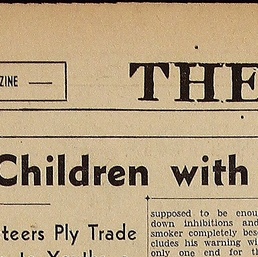 ZINE
THE
Children with
teers Ply Trade
supposed to be enou
down inhibitions and
smoker completely bes
cludes his warning wi
only one end for th